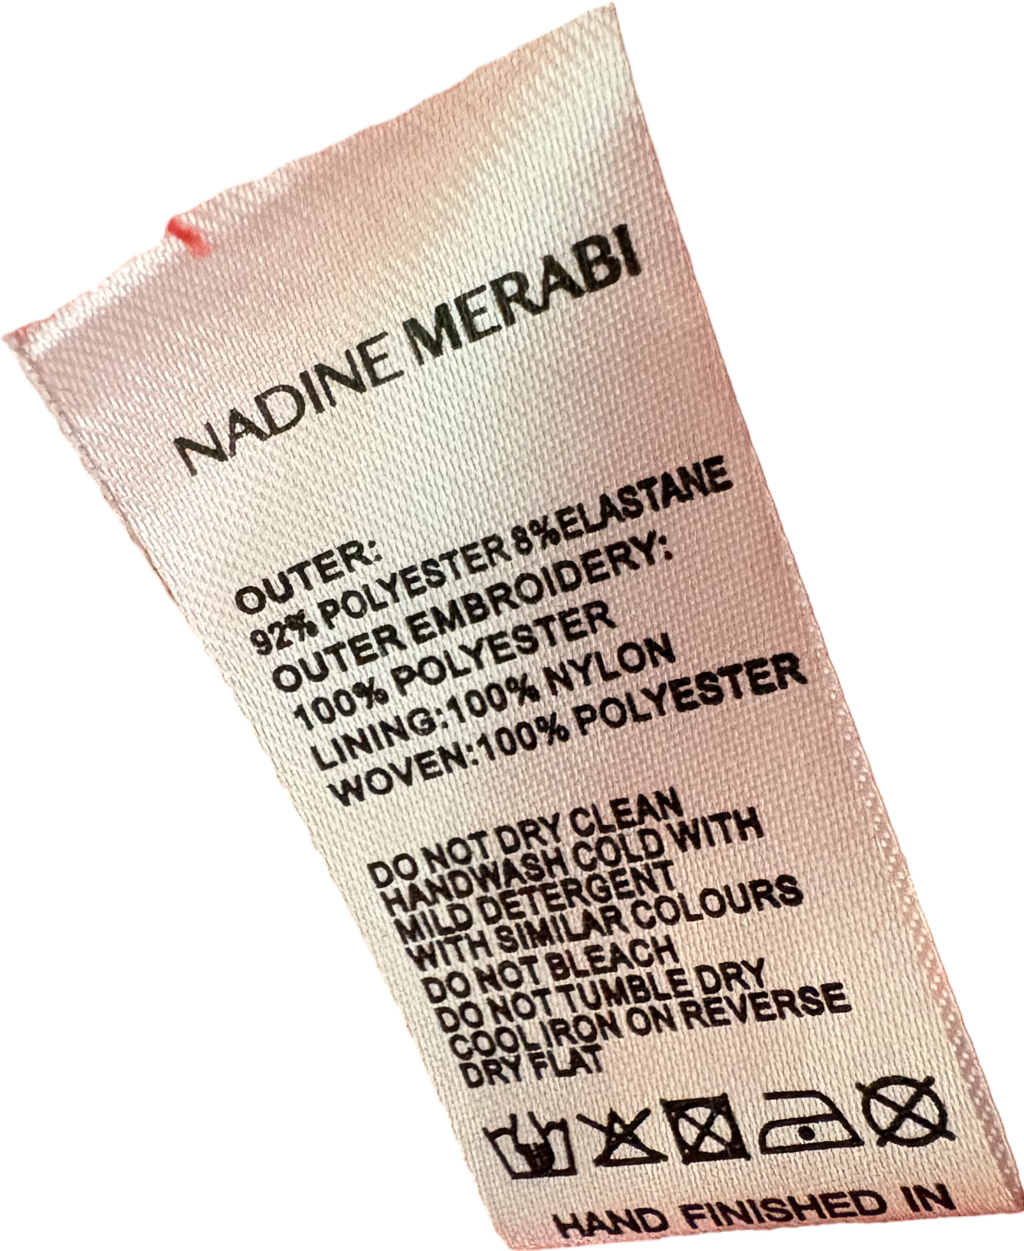 NADINE MERABI
OUTER:
92% POLYESTER 8%ELASTANE
OUTER EMBROIDERY:
100% POLYESTER
LINING:100% NYLON
WOVEN:100% POLYESTER
DO NOT DRY CLEAN
HANDWASH COLD WITH
MILD DETERGENT
WITH SIMILAR COLOURS
DO NOT BLEACH
DO NOT TUMBLE DRY
COOL IRON ON REVERSE
DRY FLAT
HAND FINISHED IN